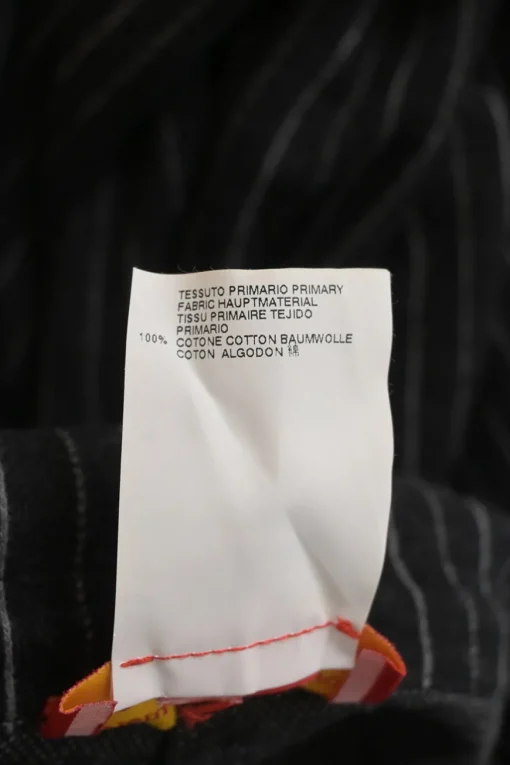 TESSUTO PRIMARIO PRIMARY
FABRIC HAUPTMATERIAL
TISSU PRIMAIRE TEJIDO
PRIMARIO
100% COTONE COTTON BAUMWOLLE
COTON ALGODON 棉